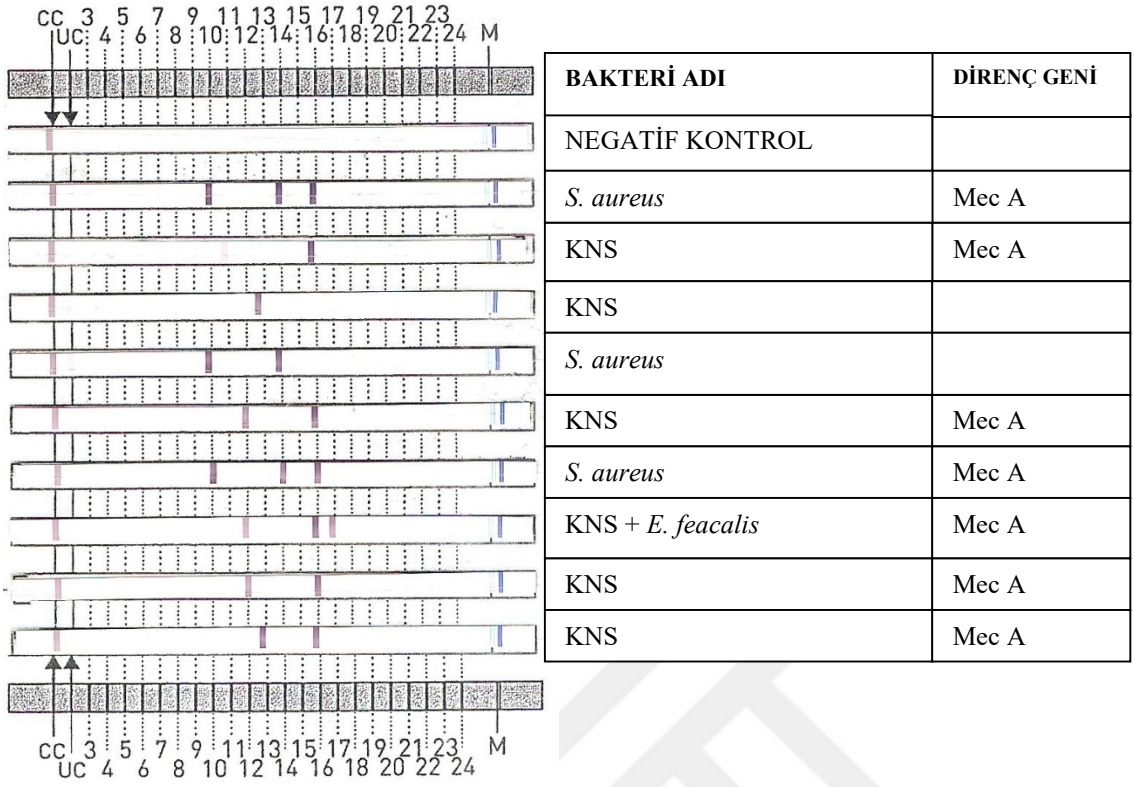 CC 3 5 7 9 11 13 15 17 19 21 23
UC 4 6 8 10 12 14 16 18 20 22 24 M
BAKTERİ ADI DİRENÇ GENİ
NEGATİF KONTROL
S. aureus Mec A
KNS Mec A
KNS
S. aureus
KNS Mec A
S. aureus Mec A
KNS + E. feacalis Mec A
KNS Mec A
KNS Mec A
CC 3 5 7 9 11 13 15 17 19 21 23 M
UC 4 6 8 10 12 14 16 18 20 22 24